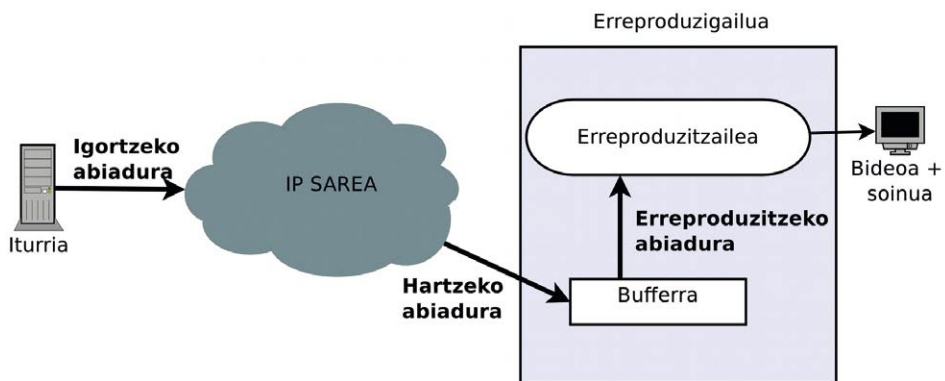 Erreproduzigailua
Erreproduzitzailea
Igortzeko
abiadura
IP SAREA
Bideoa +
soinua
Iturria
Erreproduzitzeko
abiadura
Hartzeko
abiadura
Bufferra